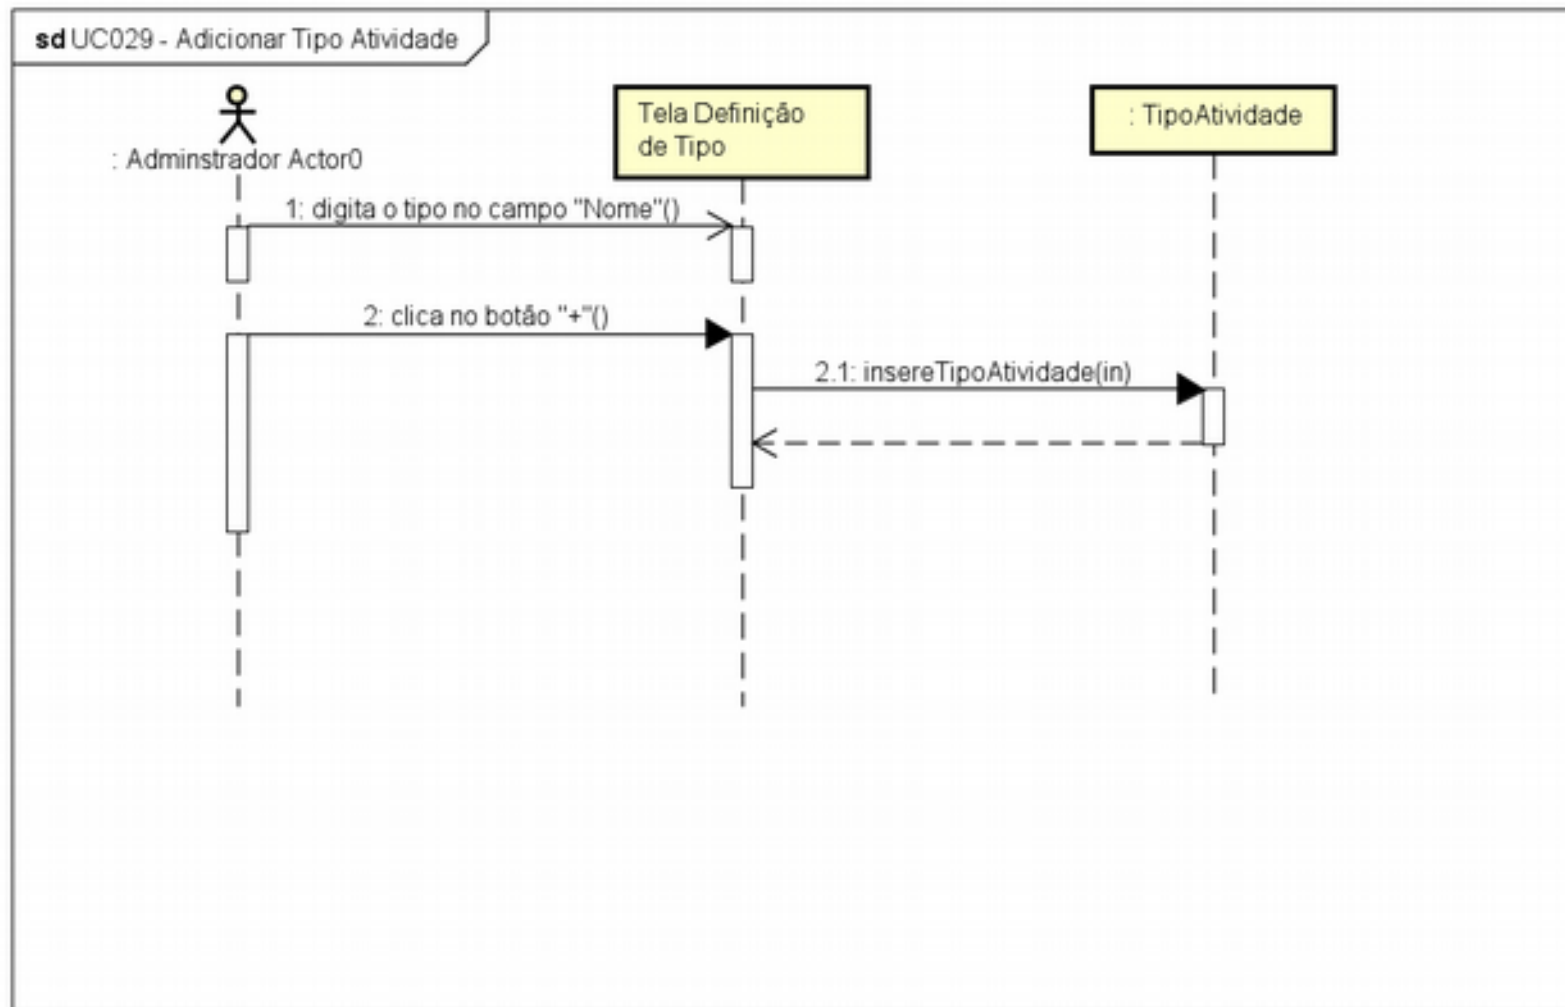 sd UC029 - Adicionar Tipo Atividade
: Adminstrador Actor0
Tela Definição
de Tipo
: TipoAtividade
1: digita o tipo no campo "Nome"()
2: clica no botão "+"()
2.1: insereTipoAtividade(in)